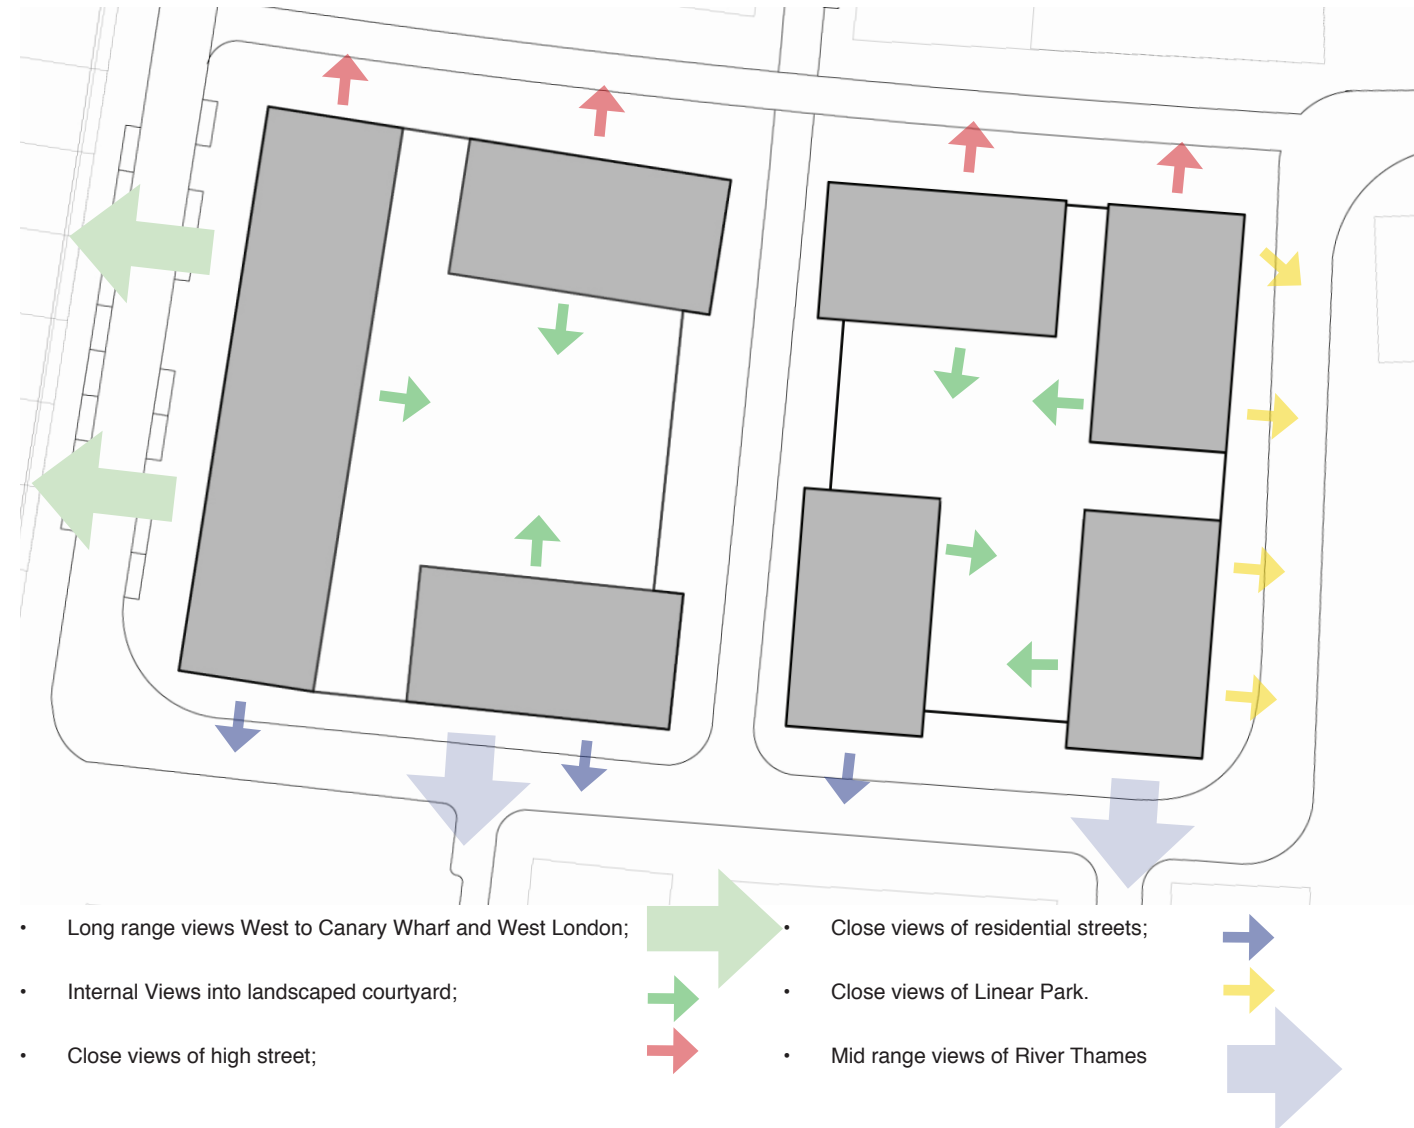 • Long range views West to Canary Wharf and West London;
• Internal Views into landscaped courtyard;
• Close views of high street;
• Close views of residential streets;
• Close views of Linear Park.
• Mid range views of River Thames